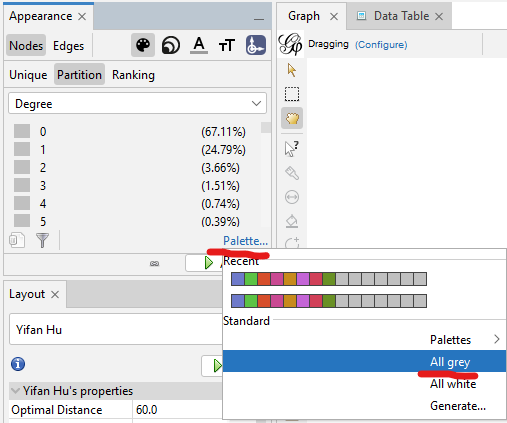 Appearance ×
Graph ×
Data Table ×
Nodes Edges
Dragging (Configure)
Unique Partition Ranking
Degree
0 (67.11%)
1 (24.79%)
2 (3.66%)
3 (1.51%)
4 (0.74%)
5 (0.39%)
Palette...
Recent
Standard
Palettes
All grey
All white
Generate...
Layout ×
Yifan Hu
Yifan Hu's properties
Optimal Distance 60.0